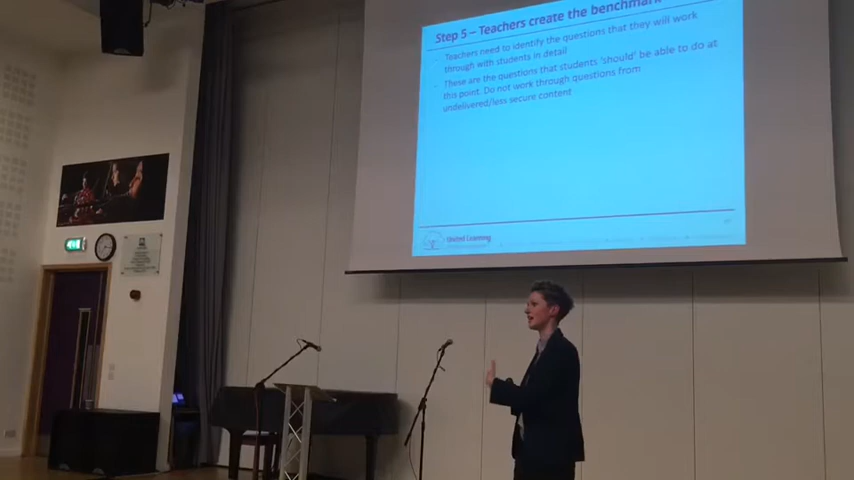 Step 5 – Teachers create the benchmark
Teachers need to identify the questions that they will work
through with students in detail
These are the questions that students 'should' be able to do at
this point. Do not work through questions from
undelivered/less secure content
United Learning